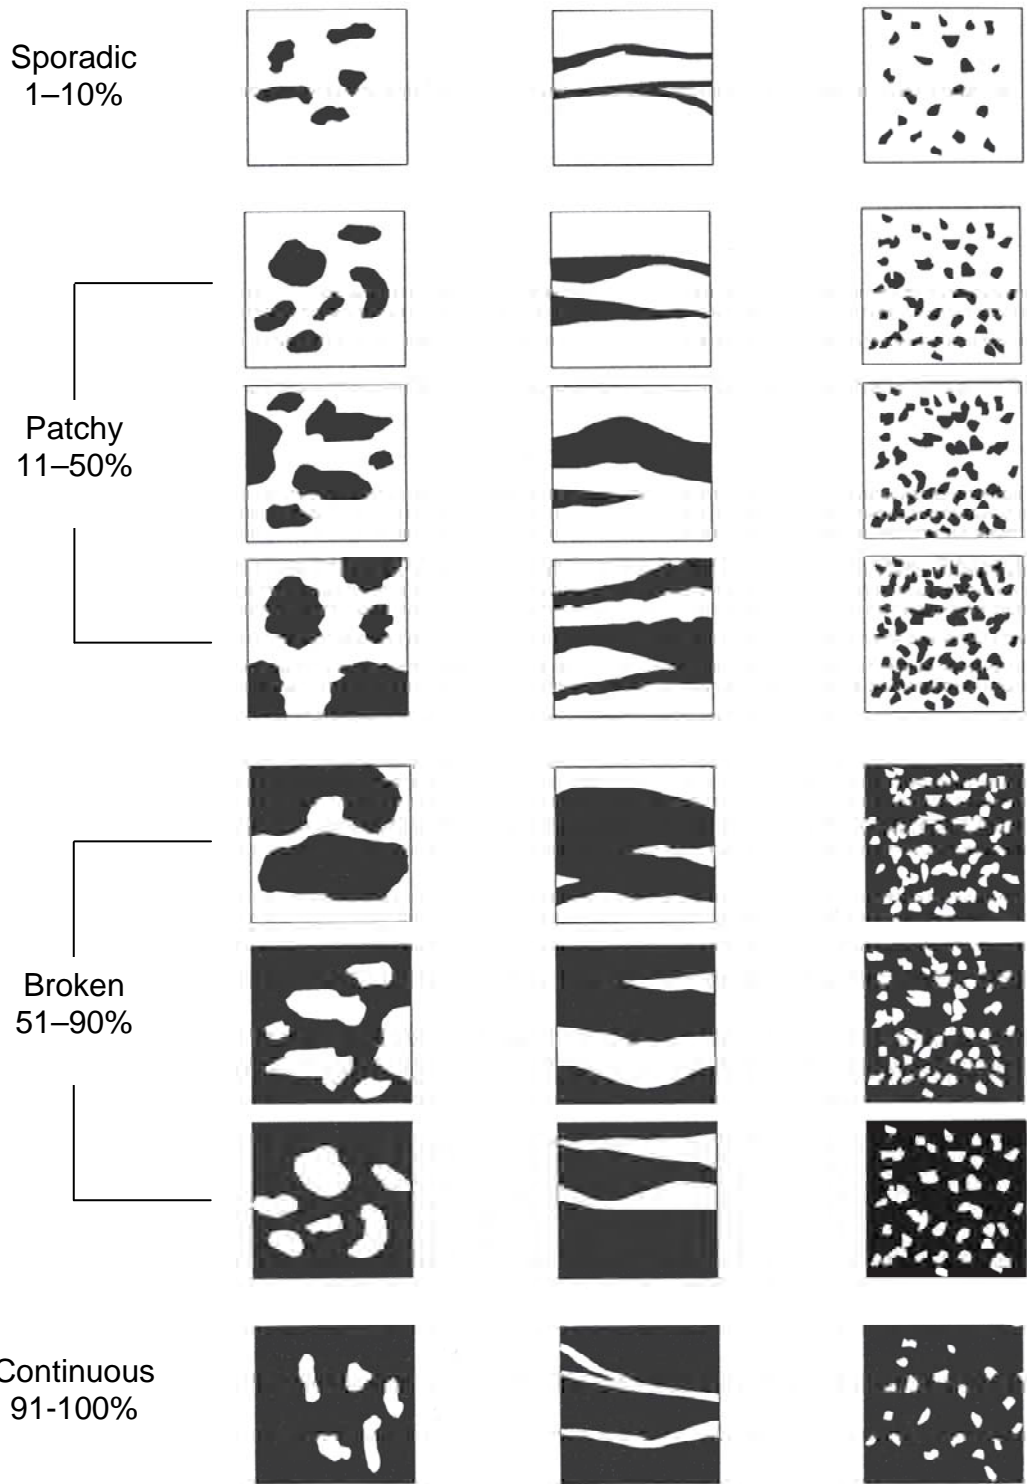 Sporadic
1–10%
Patchy
11–50%
Broken
51–90%
Continuous
91-100%